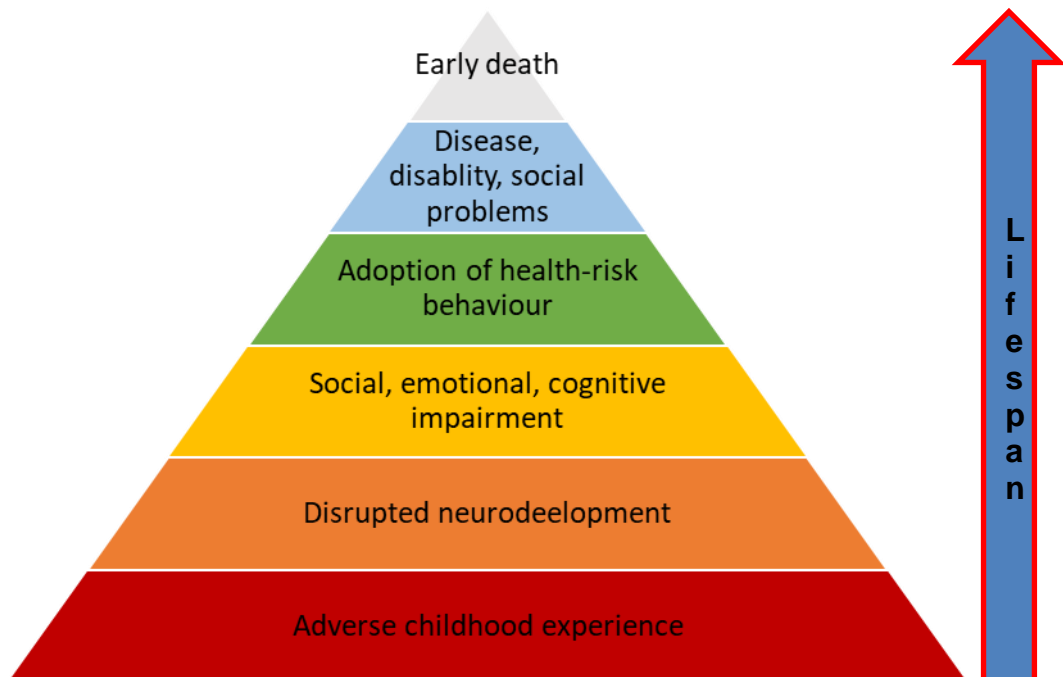 Early death
Disease,
disablity, social
problems
Adoption of health-risk
behaviour
Social, emotional, cognitive
impairment
Disrupted neurodeelopment
Adverse childhood experience
L
i
f
e
s
p
a
n